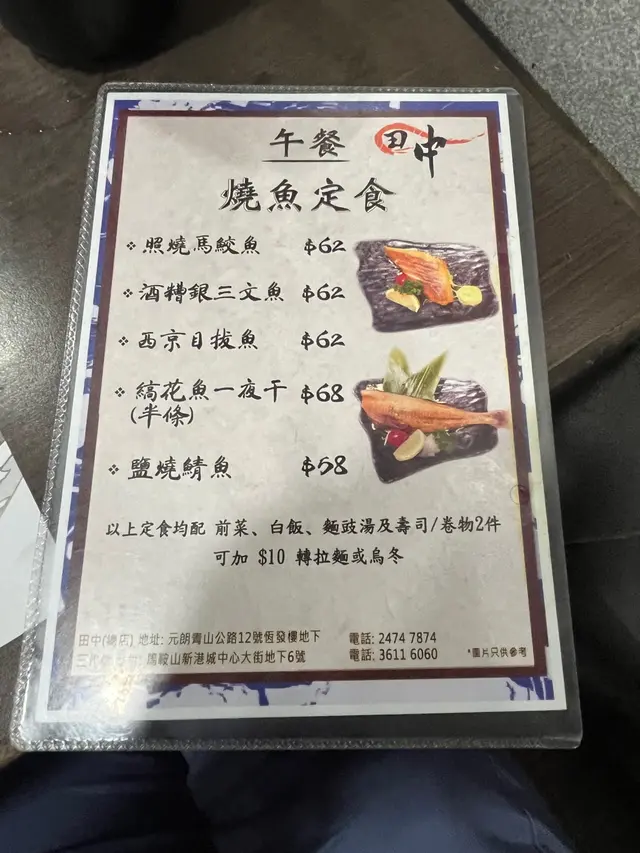 午餐
田中
燒魚定食
❖ 照燒馬鮫魚 $62
❖ 酒糟銀三文魚 $62
❖ 西京目拔魚 $62
❖ 縞花魚一夜干 $68
(半條)
❖ 鹽燒鯖魚 $58
以上定食均配 前菜、白飯、麵豉湯及壽司/卷物2件
可加 $10 轉拉麵或烏冬
田中(總店) 地址: 元朗青山公路12號恆發樓地下 電話: 2474 7874
鞍山新港城中心大街地下6號 電話: 3611 6060 *圖片只供參考